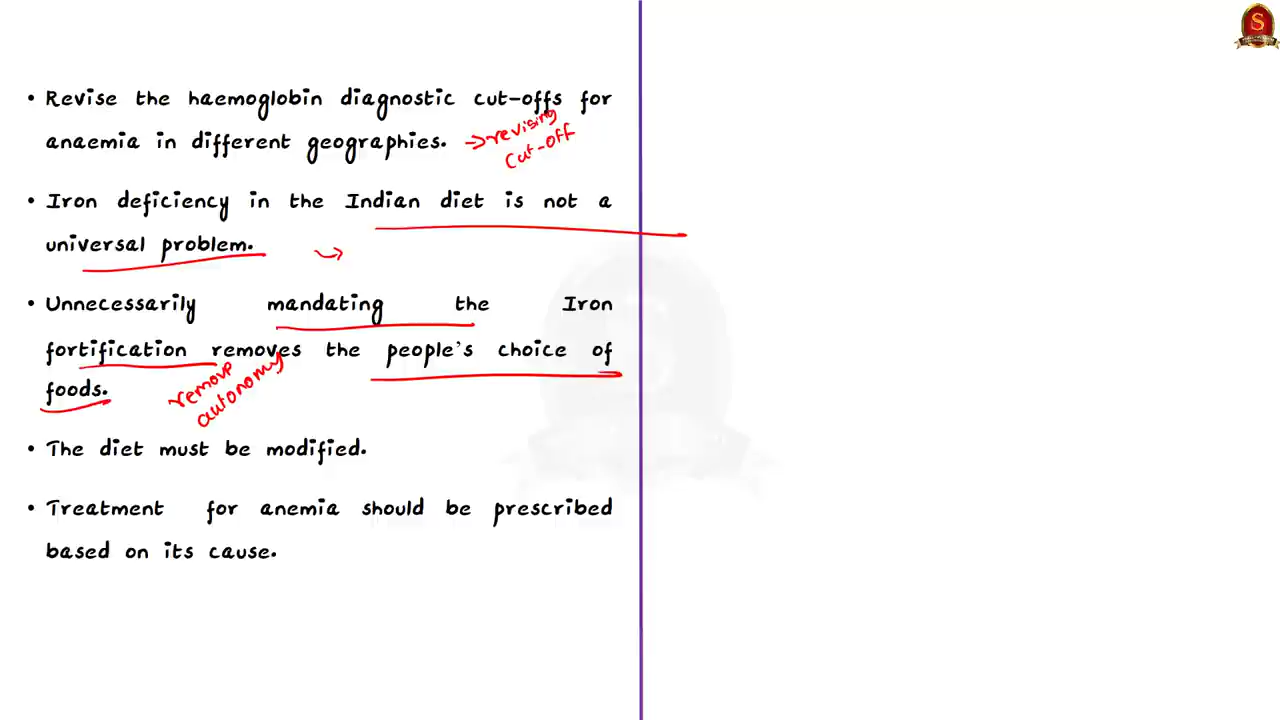 • Revise the haemoglobin diagnostic cut-offs for
anaemia in different geographies.
→ revising
cut-off
• Iron deficiency in the Indian diet is not a
universal problem.
• Unnecessarily mandating the Iron
fortification removes the people's choice of
foods.
remove
autonomy
• The diet must be modified.
• Treatment for anemia should be prescribed
based on its cause.
S